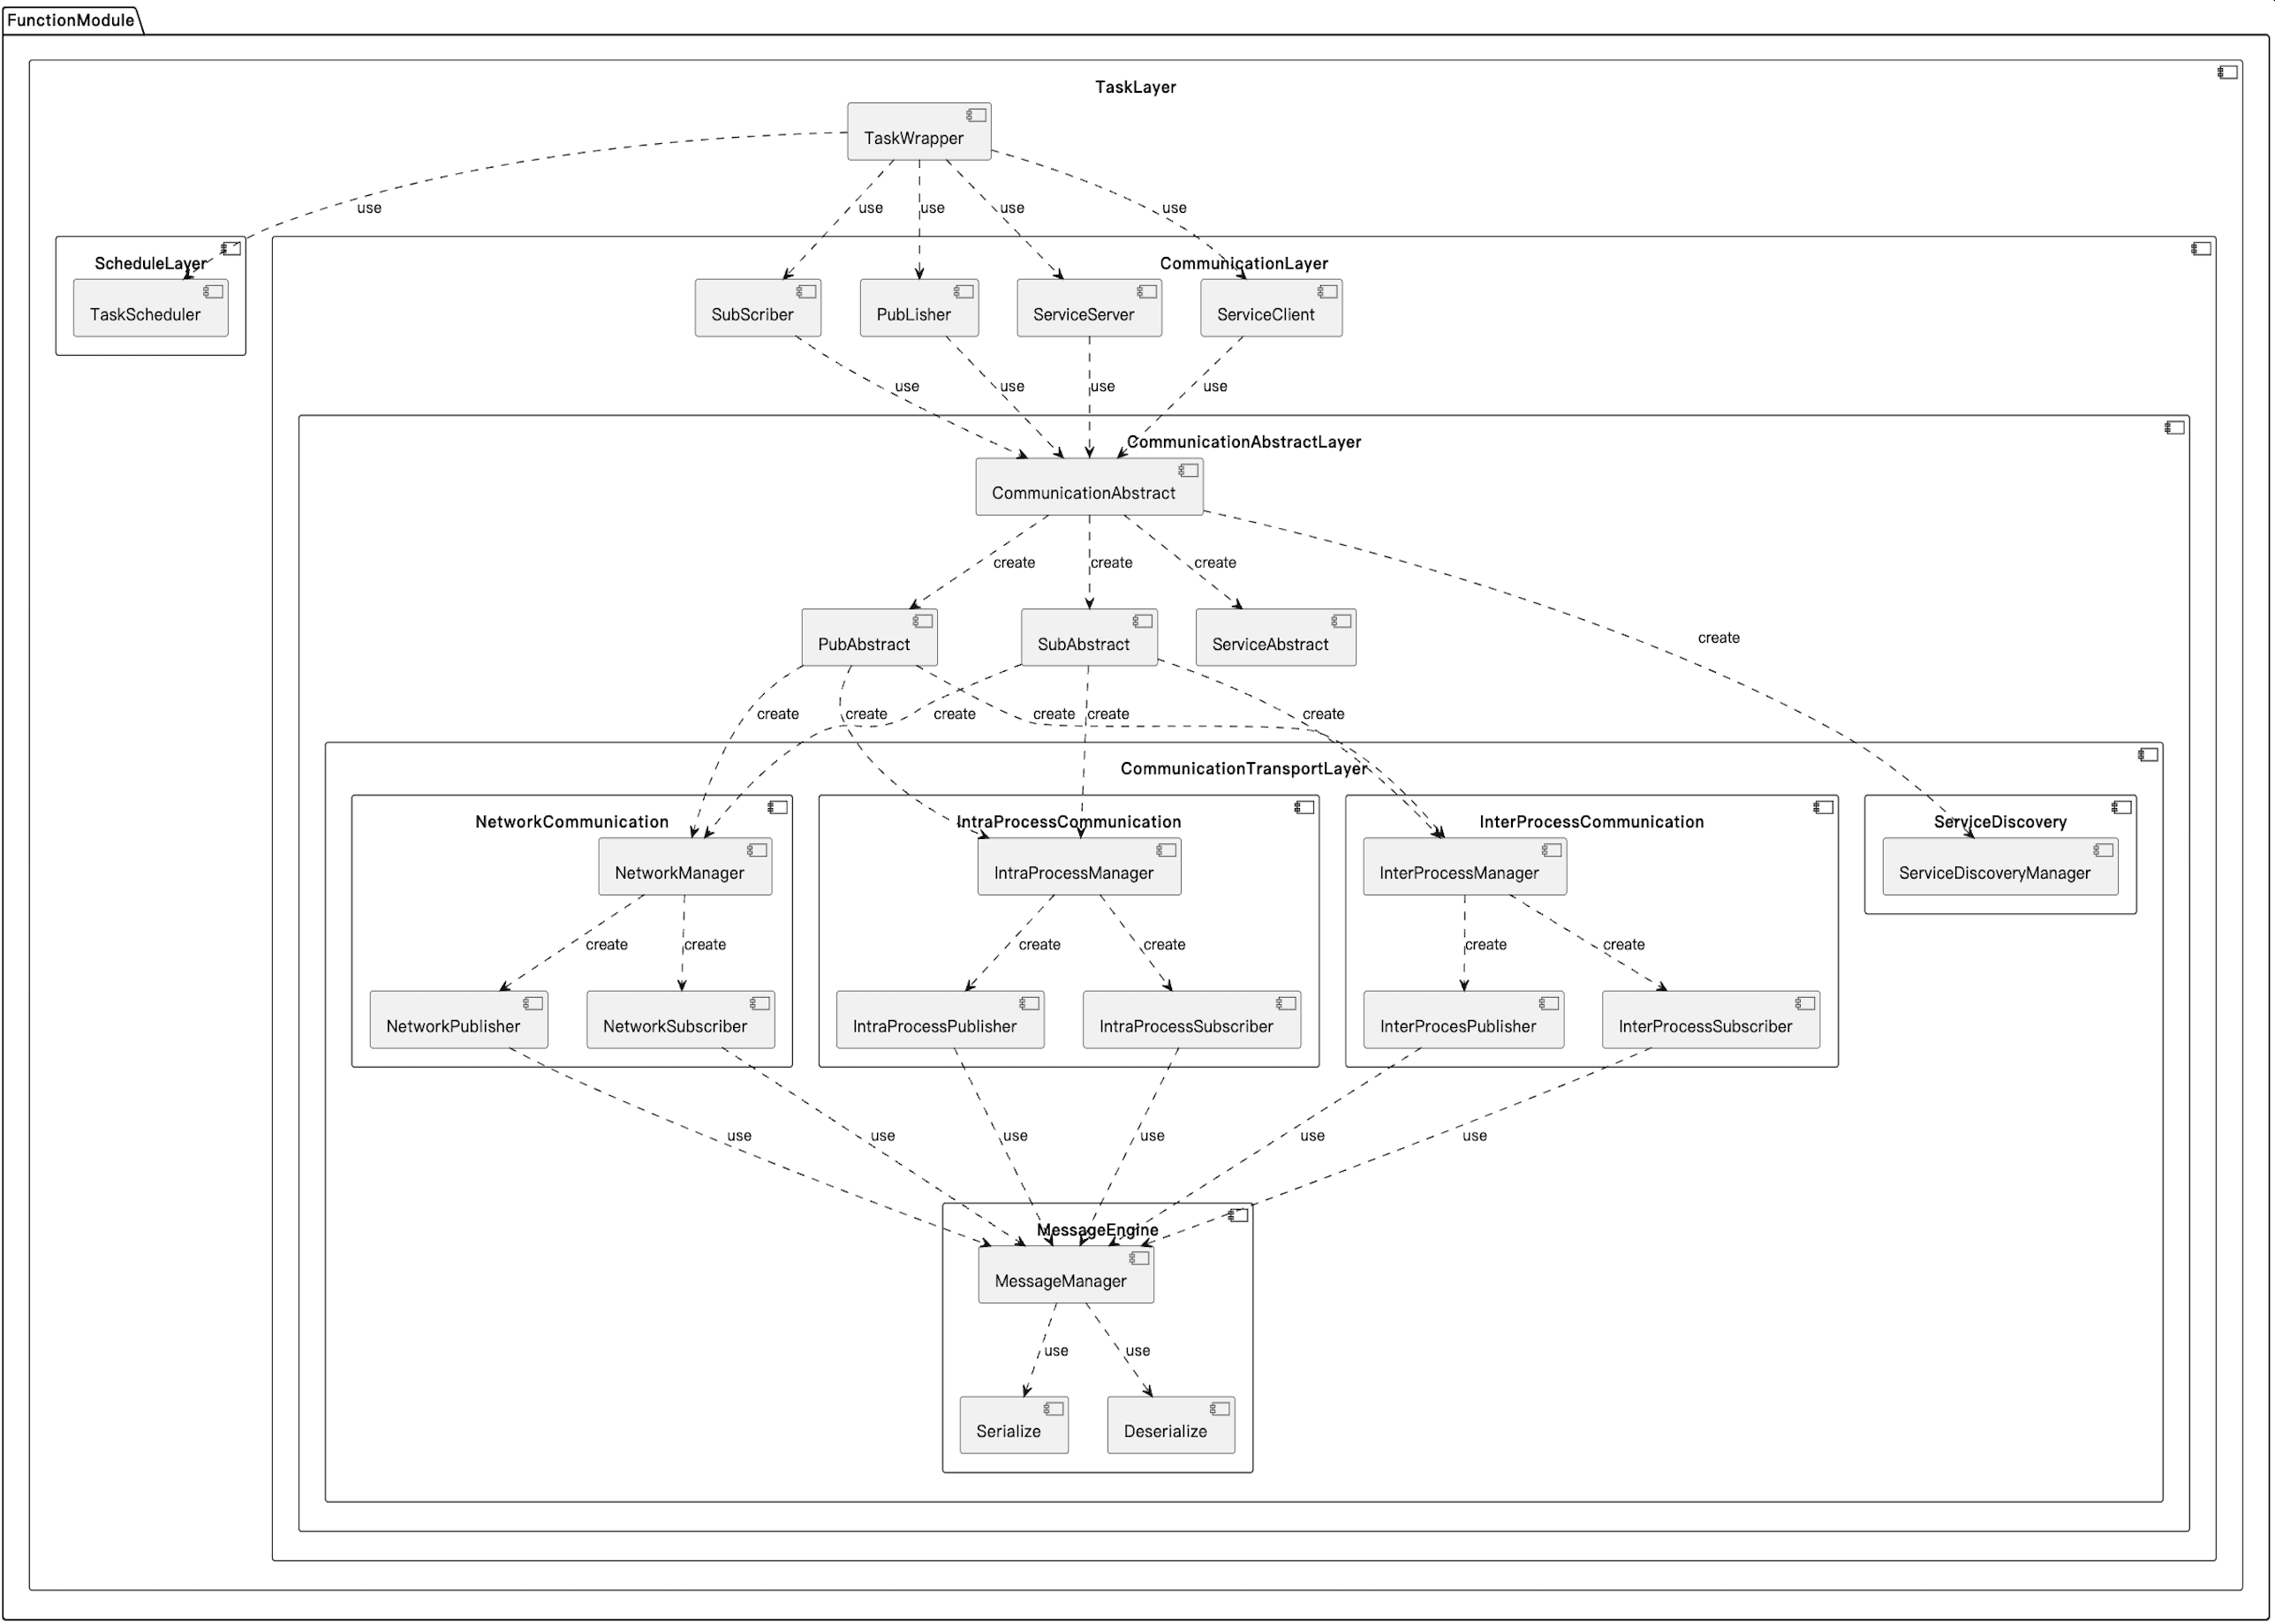 FunctionModule
TaskLayer
TaskWrapper
use
use
use
use
use
ScheduleLayer
CommunicationLayer
TaskScheduler
SubScriber
PubLisher
ServiceServer
ServiceClient
use
use
use
use
CommunicationAbstractLayer
CommunicationAbstract
create
create
create
create
PubAbstract
SubAbstract
ServiceAbstract
create
create
create
create
create
create
CommunicationTransportLayer
NetworkCommunication
IntraProcessCommunication
InterProcessCommunication
ServiceDiscovery
NetworkManager
IntraProcessManager
InterProcessManager
ServiceDiscoveryManager
create
create
create
create
create
create
NetworkPublisher
NetworkSubscriber
IntraProcessPublisher
IntraProcessSubscriber
InterProcesPublisher
InterProcessSubscriber
use
use
use
use
use
use
MessageEngine
MessageManager
use
use
Serialize
Deserialize